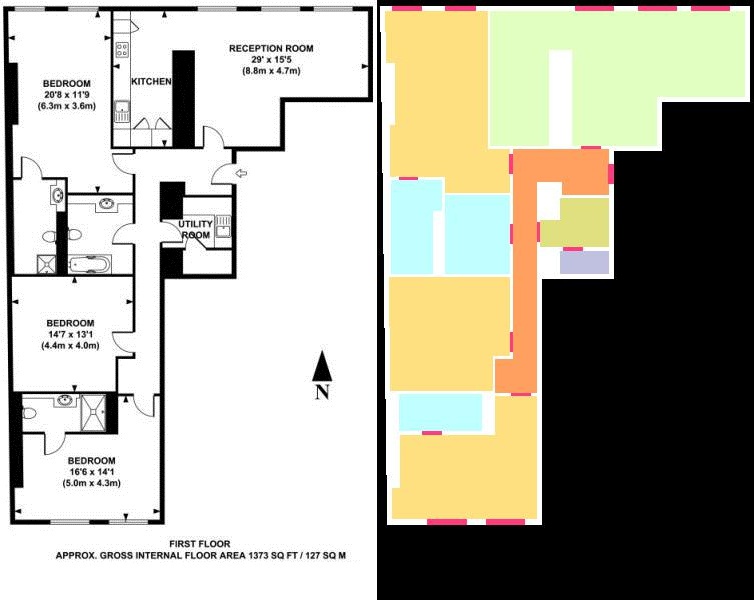 RECEPTION ROOM
29' x 15'5
(8.8m x 4.7m)
KITCHEN
BEDROOM
20'8 x 11'9
(6.3m x 3.6m)
UTILITY
ROOM
BEDROOM
14'7 x 13'1
(4.4m x 4.0m)
N
BEDROOM
16'6 x 14'1
(5.0m x 4.3m)
FIRST FLOOR
APPROX. GROSS INTERNAL FLOOR AREA 1373 SQ FT / 127 SQ M